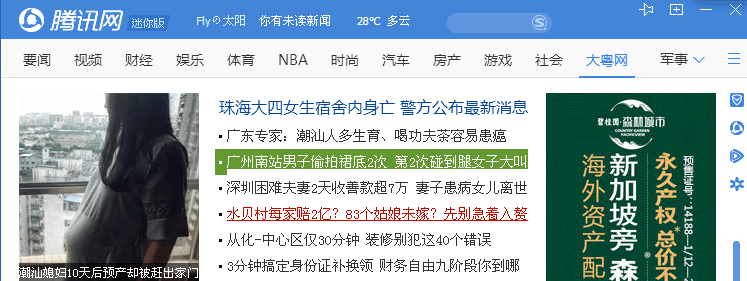 腾讯网 迷你版 Fly的太阳 你有未读新闻 28℃ 多云
要闻 视频 财经 娱乐 体育 NBA 时尚 汽车 房产 游戏 社会 大粤网 军事
珠海大四女生宿舍内身亡 警方公布最新消息
广东专家：潮汕人多生育、喝功夫茶容易患癌
广州南站男子偷拍裙底2次 第2次碰到腿女子大叫
深圳困难夫妻2天收善款超7万 妻子患病女儿离世
水贝村每家赔2亿？83个姑娘未嫁？先别急着入赘
从化-中心区仅30分钟 装修别犯这40个错误
3分钟搞定身份证补换领 财务自由九阶段你到哪
潮汕媳妇10天后预产却被赶出家门
碧桂园·森林城市
COUNTRY GARDEN
PACIFICVIEW
预售证号:14188-1/12-2
永久产权 总价不
新加坡旁 森
海外资产配